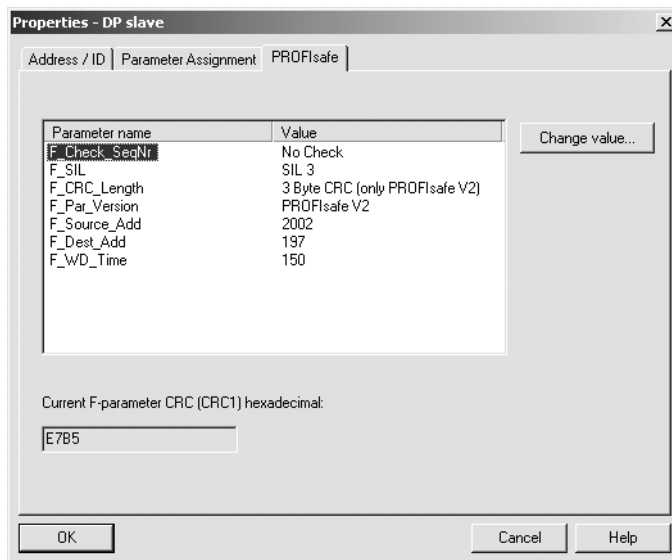 Properties - DP slave
Address / ID Parameter Assignment PROFIsafe
Parameter name Value
F_Check_SeqNr No Check
F_SIL SIL 3
F_CRC_Length 3 Byte CRC (only PROFIsafe V2)
F_Par_Version PROFIsafe V2
F_Source_Add 2002
F_Dest_Add 197
F_WD_Time 150
Change value...
Current F-parameter CRC (CRC1) hexadecimal:
E7B5
OK Cancel Help